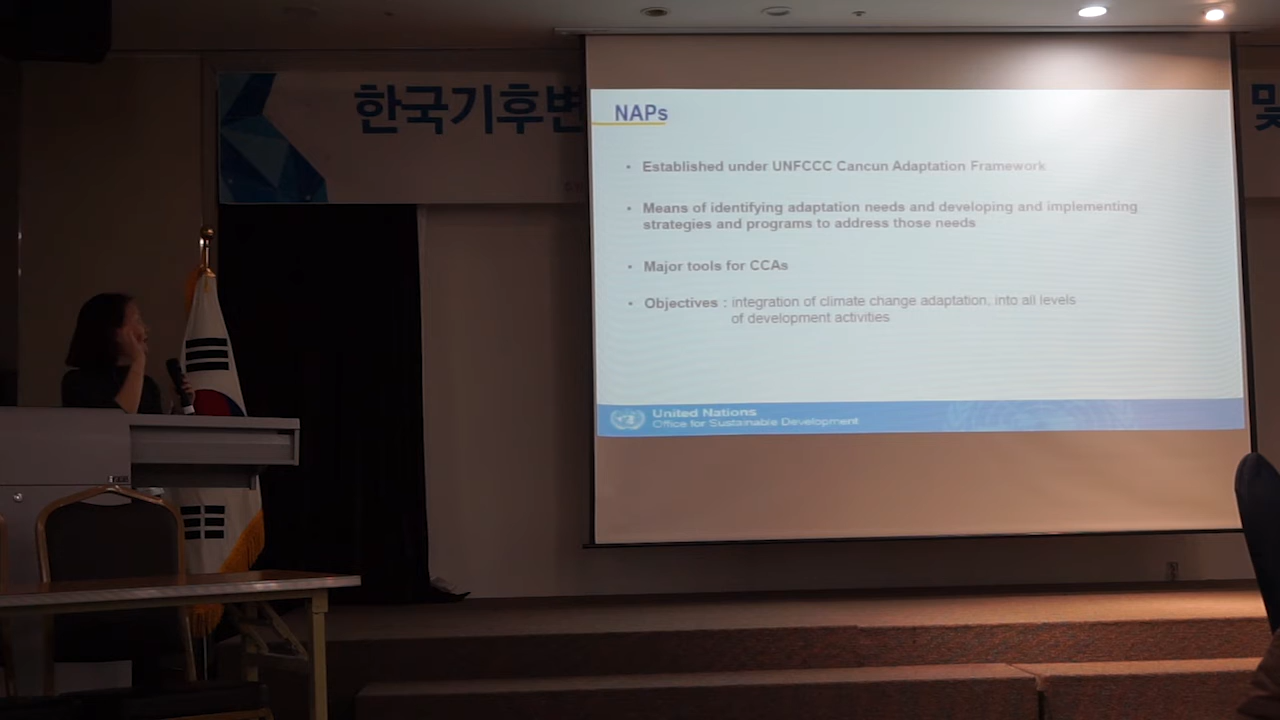 한국기후변
및
NAPs
• Established under UNFCCC Cancun Adaptation Framework
• Means of identifying adaptation needs and developing and implementing
strategies and programs to address those needs
• Major tools for CCAs
• Objectives : integration of climate change adaptation, into all levels
of development activities
United Nations
Office for Sustainable Development